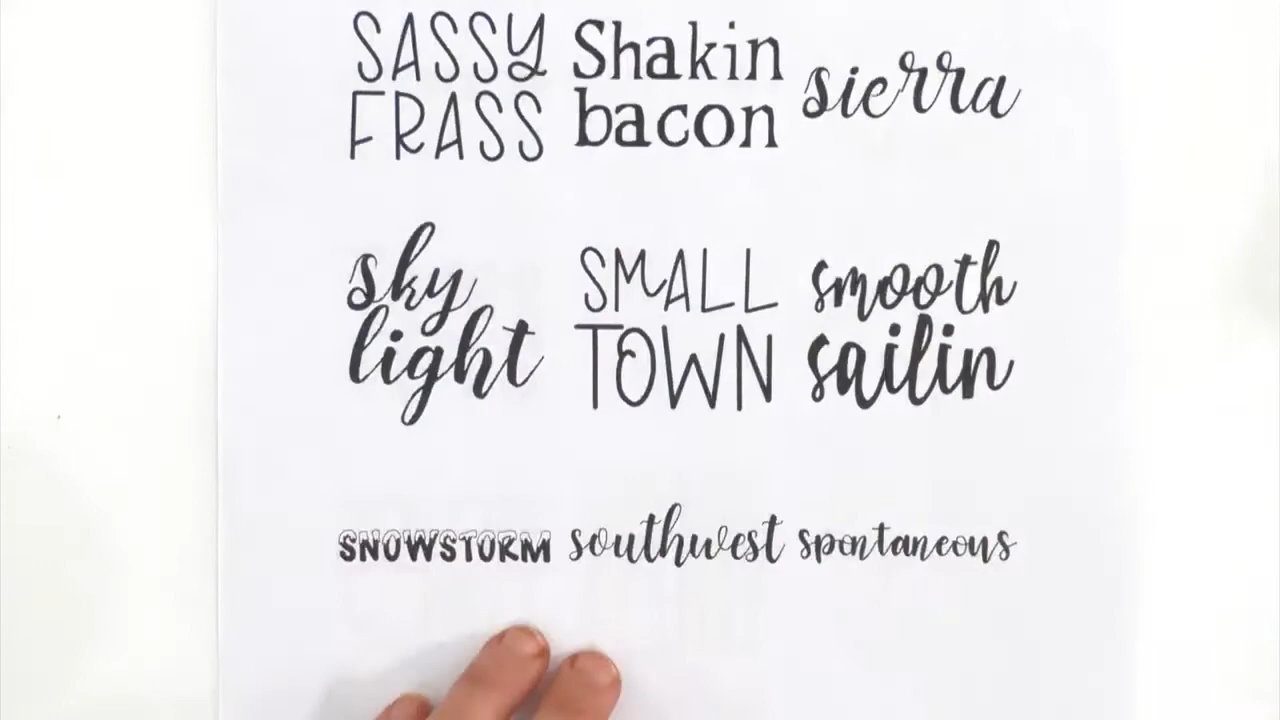 SASSY
FRASS
Shakin
bacon
sierra
sky
light
SMALL
TOWN
smooth
sailin
SNOWSTORM
southwest
spontaneous